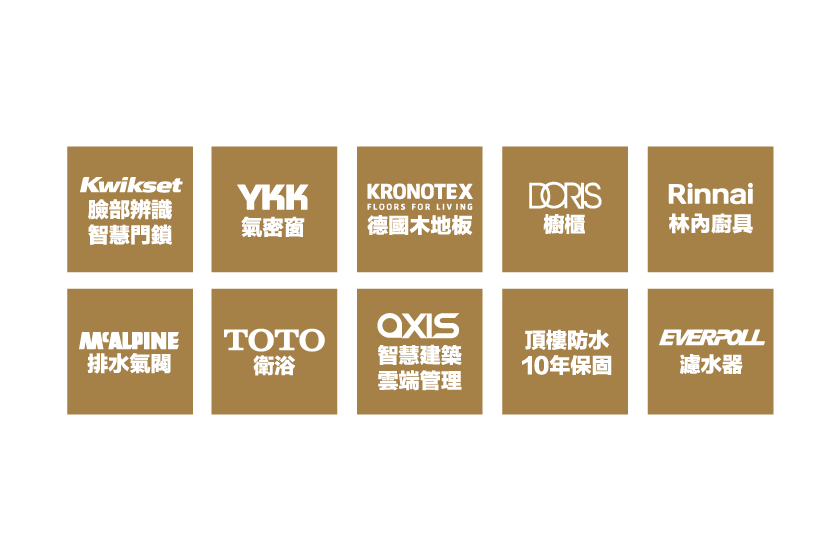 Kwikset
臉部辨識
智慧門鎖
YKK
氣密窗
KRONOTEX
FLOORS FOR LIVING
德國木地板
DORIS
櫥櫃
Rinnai
林內廚具
McALPINE
排水氣閥
TOTO
衛浴
AXIS
智慧建築
雲端管理
頂樓防水
10年保固
EVERPOLL
濾水器